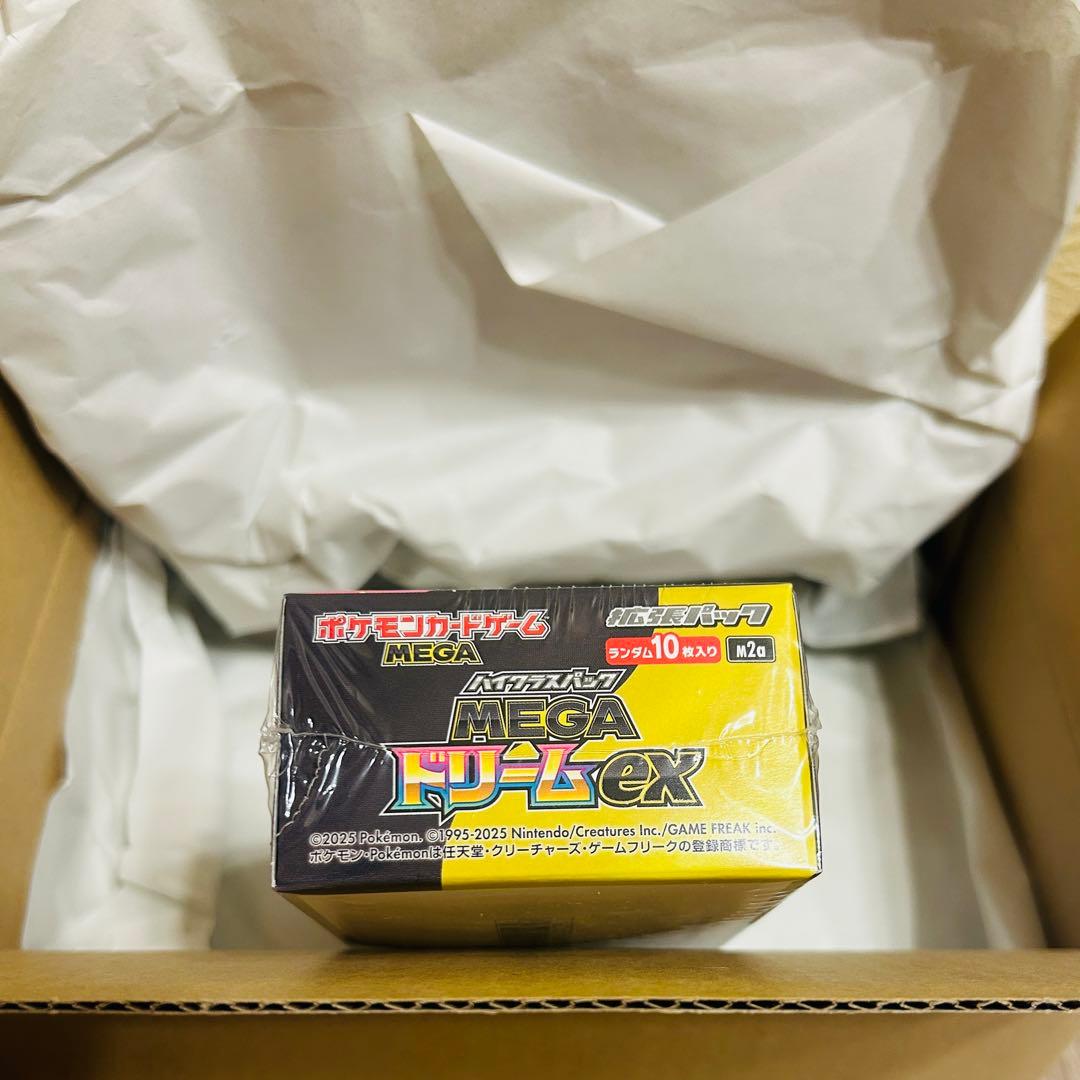 ポケモンカードゲーム
MEGA
拡張パック
ランダム10枚入り
M2a
ハイクラスパック
MEGA
ドリームex
©2025 Pokémon. ©1995-2025 Nintendo/Creatures Inc./GAME FREAK inc.
ポケモン・Pokémonは任天堂・クリーチャーズ・ゲームフリークの登録商標です。